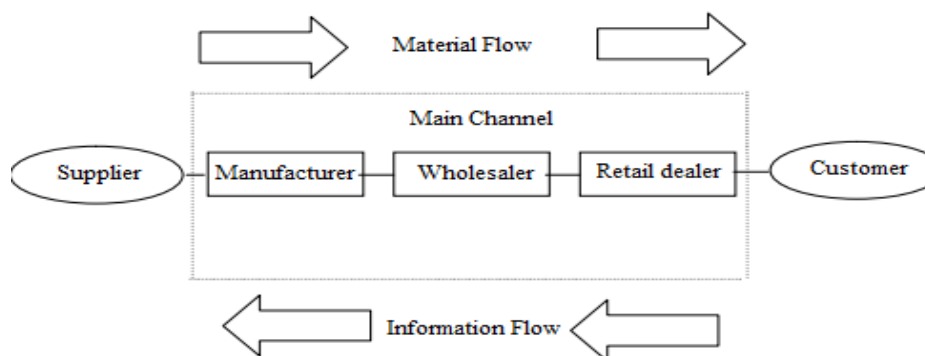 Material Flow
Main Channel
Supplier
Manufacturer
Wholesaler
Retail dealer
Customer
Information Flow